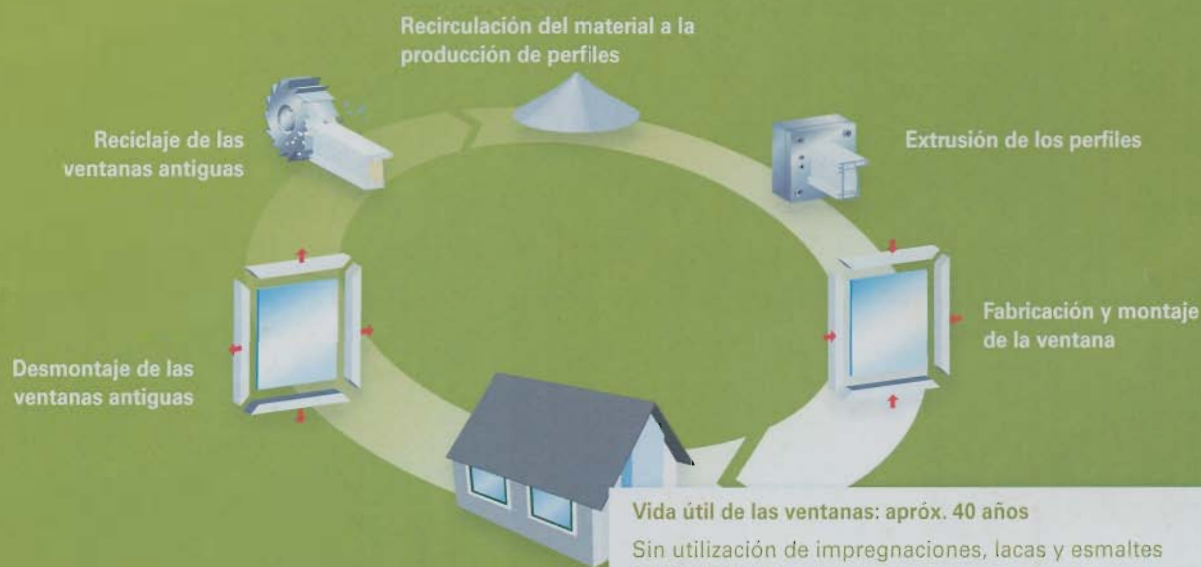 Recirculación del material a la
producción de perfiles
Reciclaje de las
ventanas antiguas
Extrusión de los perfiles
Fabricación y montaje
de la ventana
Desmontaje de las
ventanas antiguas
Vida útil de las ventanas: apróx. 40 años
Sin utilización de impregnaciones, lacas y esmaltes